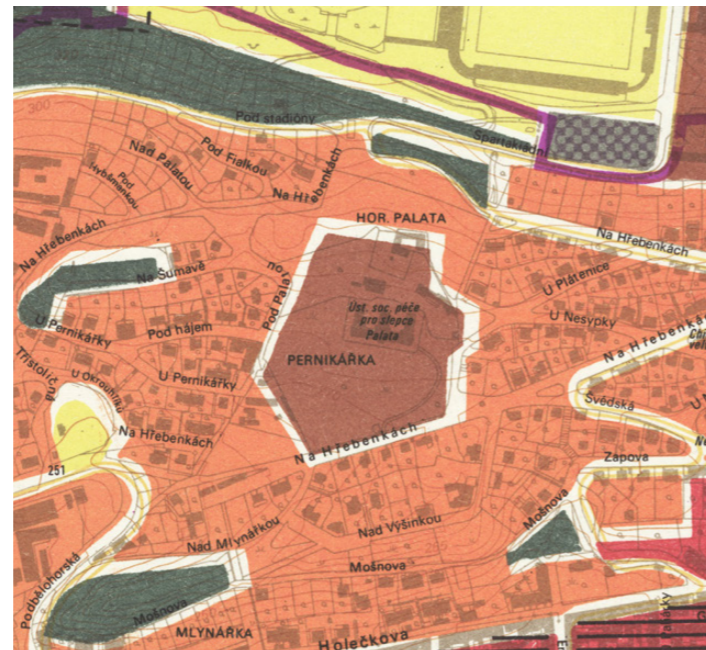 300
Pod stadióny
Spartakiádní
Nad Palatou
Pod Fialkou
Pod
Hybšmankou
Na Hřebenkách
HOR. PALATA
Na Hřebenkách
Na Hřebenkách
Na Šumavě
Pod Palatou
U Plátenice
Úst. soc. péče
pro slepce
Palata
U Nesypky
U Pernikářky
Pod hájem
Na Hřebenkách
PERNIKÁŘKA
Tristoličná
U Okrouhlíku
U Pernikářky
Švédská
Na Hřebenkách
Na Hřebenkách
251
Zapova
Mošnova
Nad Výšinkou
Nad Mlynářkou
Podbělohorská
Mošnova
Mošnova
MLYNÁŘKA
Holečkova